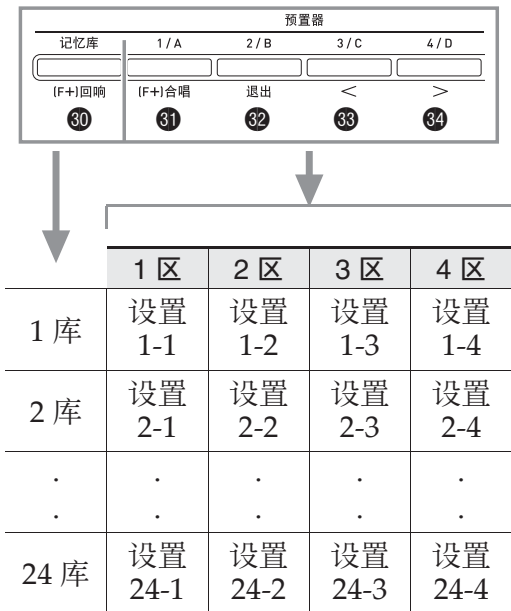 预置器
记忆库 1/A 2/B 3/C 4/D
(F+)回响 (F+)合唱 退出 < >
30 31 32 33 34
1 区 2 区 3 区 4 区
1 库 设置 1-1 设置 1-2 设置 1-3 设置 1-4
2 库 设置 2-1 设置 2-2 设置 2-3 设置 2-4
. . . . .
. . . . .
24 库 设置 24-1 设置 24-2 设置 24-3 设置 24-4